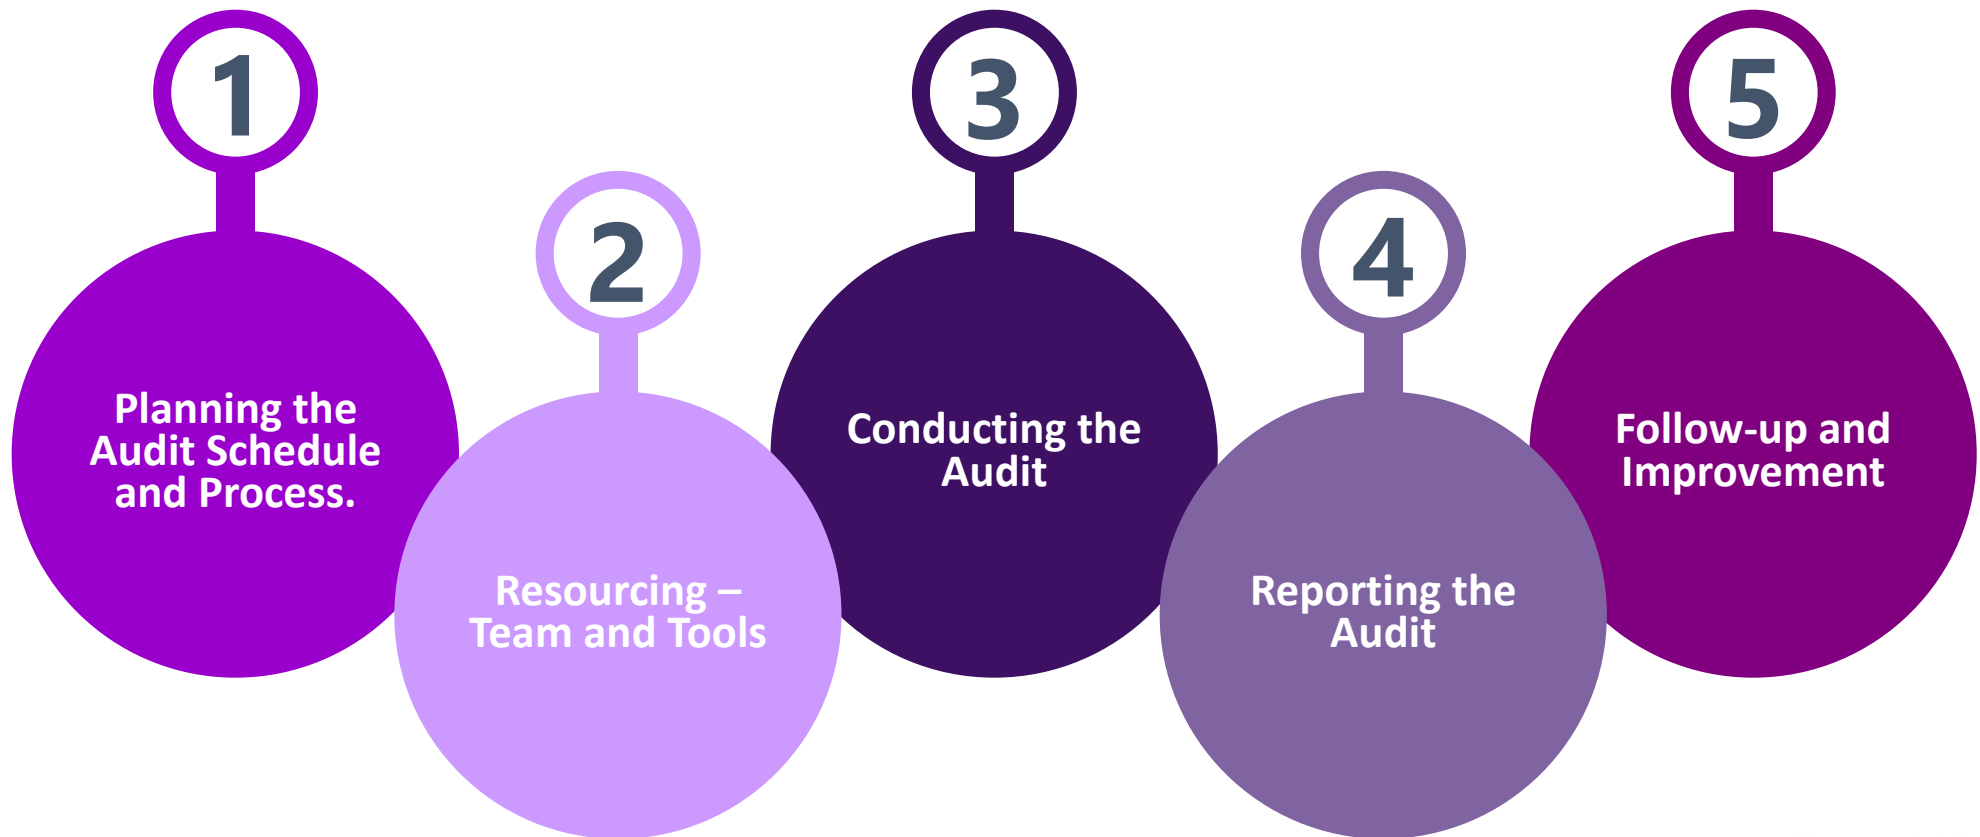 1
Planning the
Audit Schedule
and Process.
2
Resourcing –
Team and Tools
3
Conducting the
Audit
4
Reporting the
Audit
5
Follow-up and
Improvement